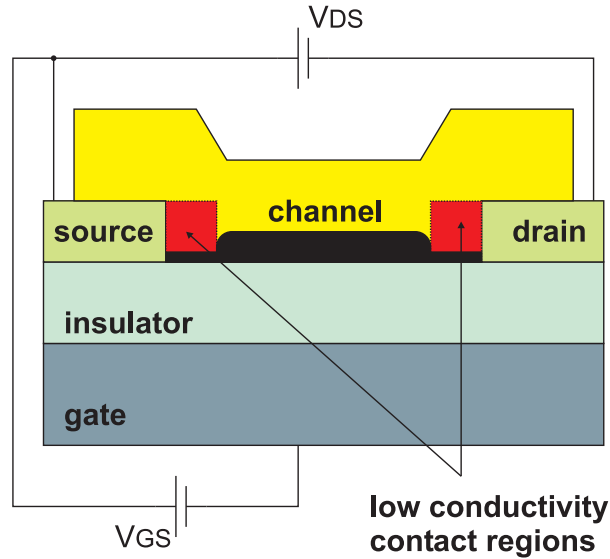 VDS
channel
source
drain
insulator
gate
VGS
low conductivity
contact regions